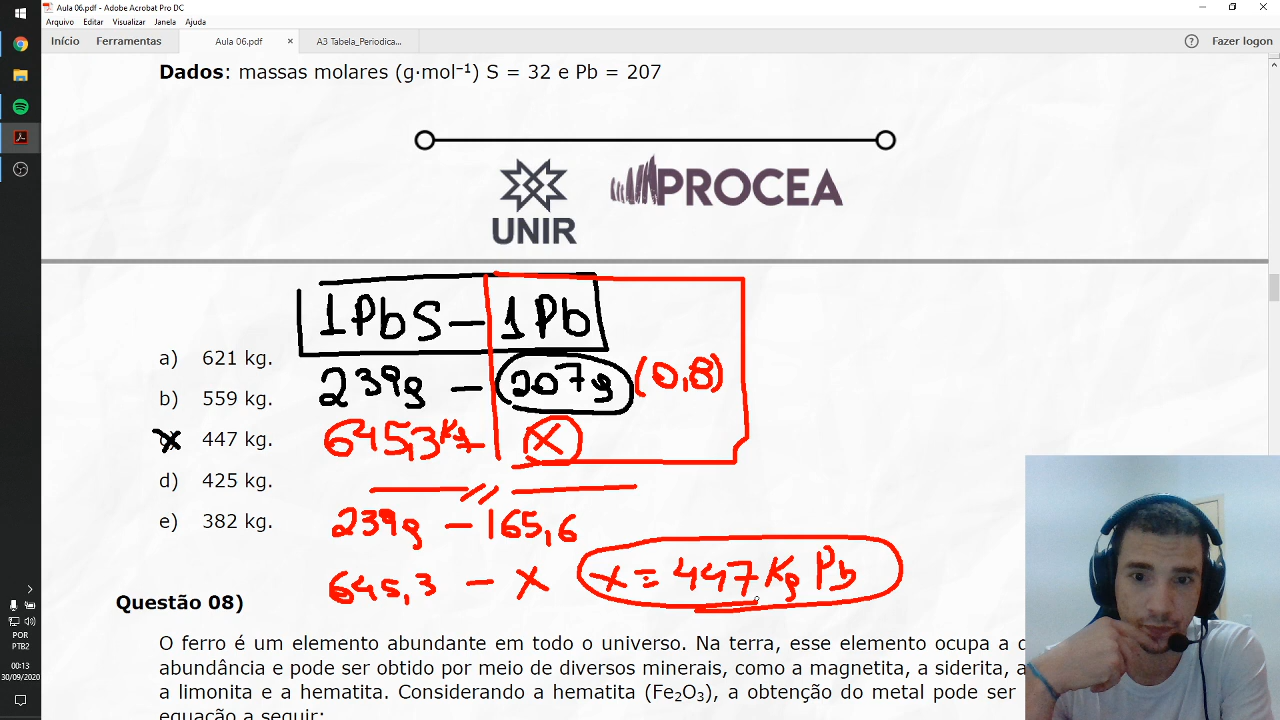 Aula 06.pdf - Adobe Acrobat Pro DC
Arquivo Editar Visualizar Janela Ajuda
Início Ferramentas Aula 06.pdf × A3 Tabela_Periodica... Fazer logon
Dados: massas molares (g·mol⁻¹) S = 32 e Pb = 207
PROCEA
UNIR
1PbS — 1Pb
a) 621 kg.
239g — 207g (0,8)
b) 559 kg.
447 kg.
645,3Kg — X
d) 425 kg.
e) 382 kg.
239g — 165,6
645,3 — X x = 447 Kg Pb
Questão 08)
O ferro é um elemento abundante em todo o universo. Na terra, esse elemento ocupa a
abundância e pode ser obtido por meio de diversos minerais, como a magnetita, a siderita, a
a limonita e a hematita. Considerando a hematita (Fe₂O₃), a obtenção do metal pode ser
equação a seguir:
POR
PTB2
00:13
30/09/2020